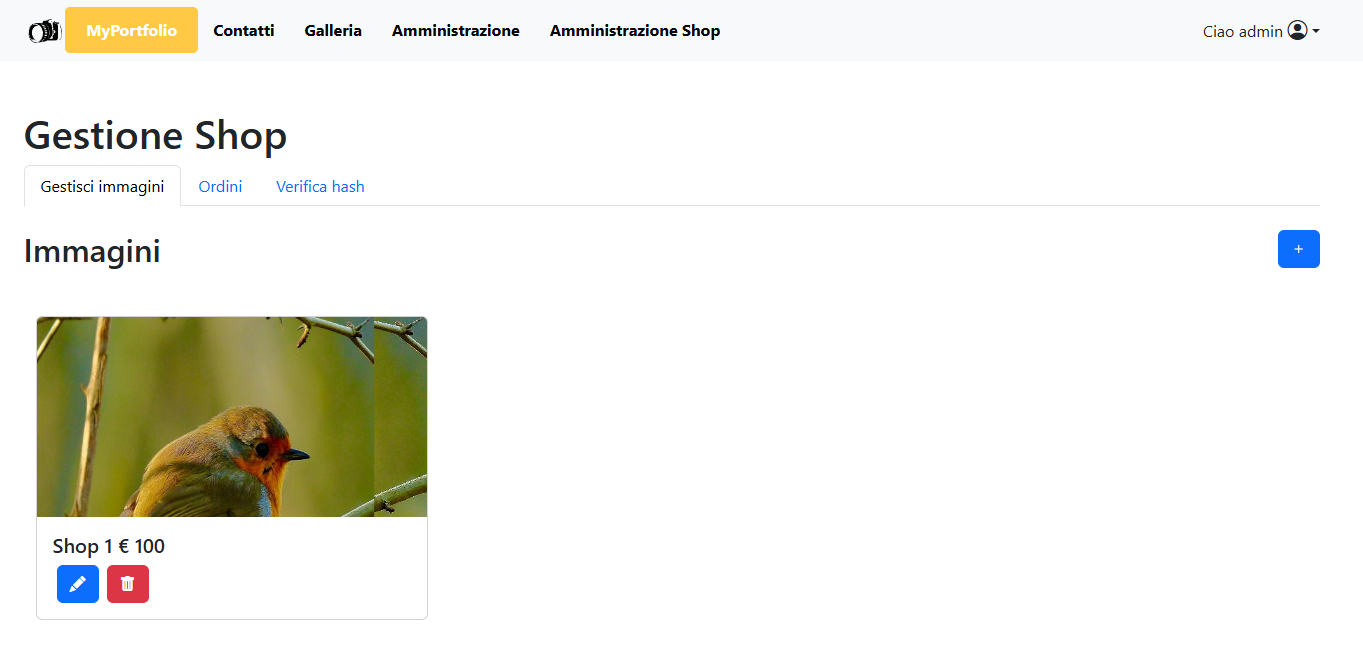 MyPortfolio Contatti Galleria Amministrazione Amministrazione Shop Ciao admin
Gestione Shop
Gestisci immagini Ordini Verifica hash
Immagini +
Shop 1 € 100